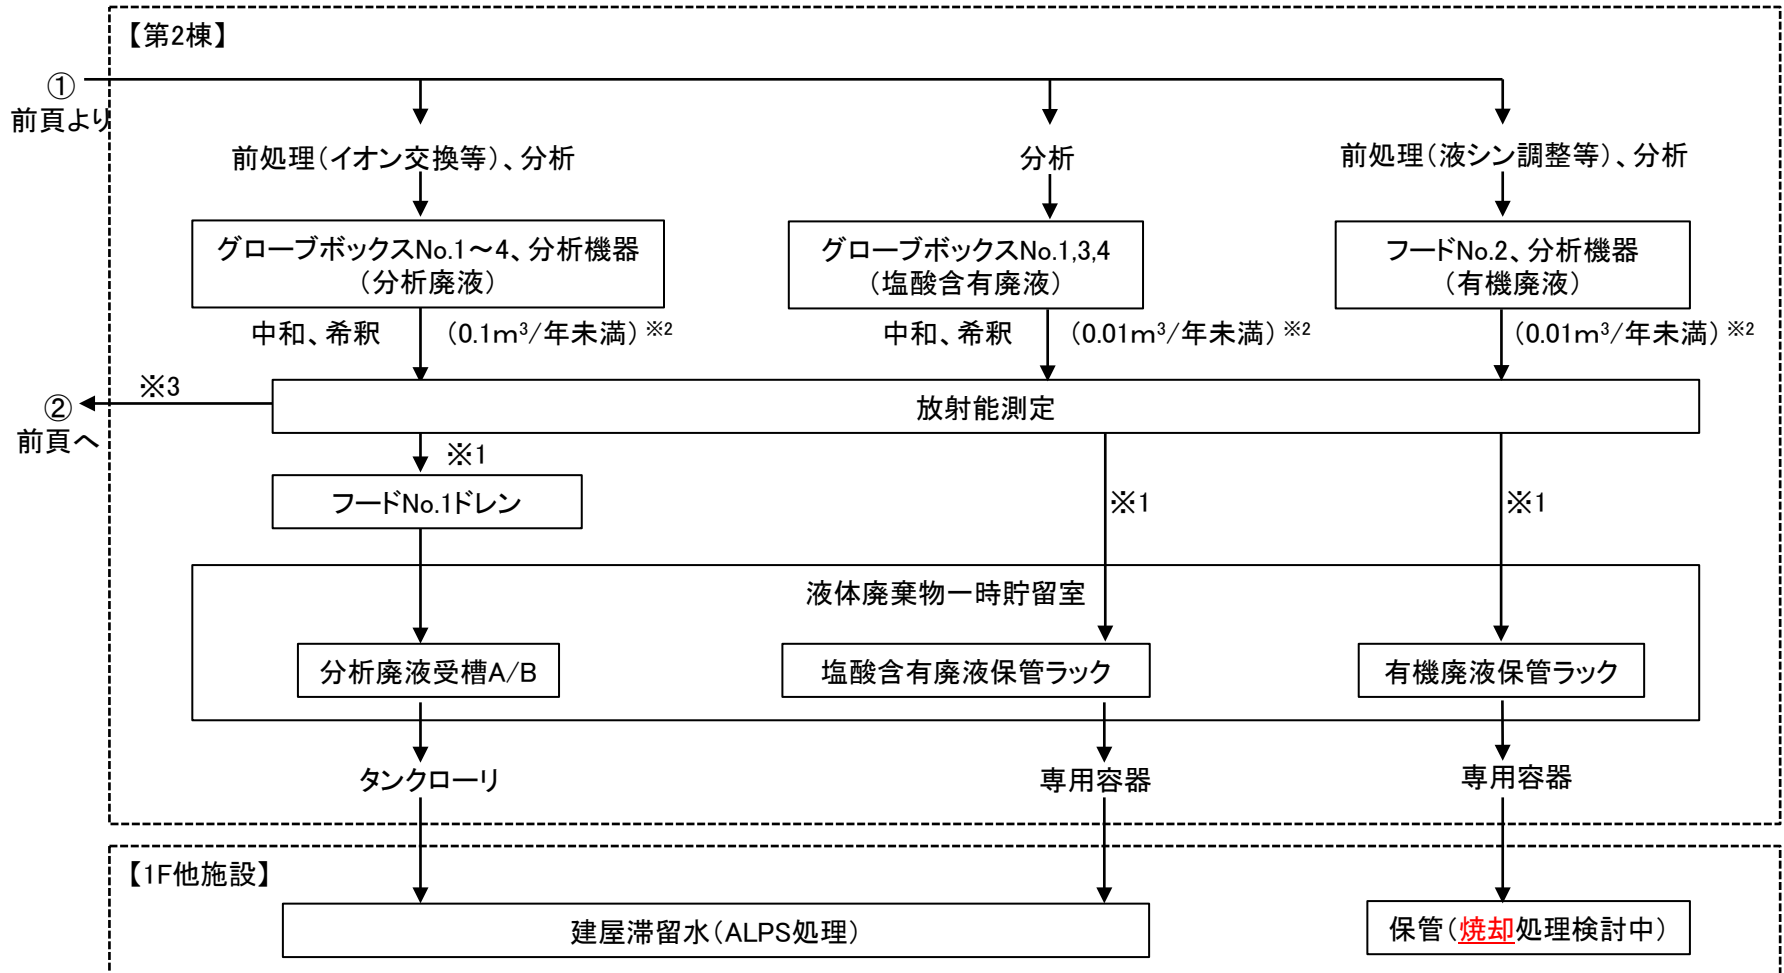 【第2棟】
①
前頁より
前処理(イオン交換等)、分析
分析
前処理(液シン調整等)、分析
グローブボックスNo.1~4、分析機器
(分析廃液)
グローブボックスNo.1,3,4
(塩酸含有廃液)
フードNo.2、分析機器
(有機廃液)
中和、希釈
(0.1m³/年未満)※2
中和、希釈
(0.01m³/年未満)※2
(0.01m³/年未満)※2
※3
②
前頁へ
放射能測定
※1
※1
※1
フードNo.1ドレン
液体廃棄物一時貯留室
分析廃液受槽A/B
塩酸含有廃液保管ラック
有機廃液保管ラック
タンクローリ
専用容器
専用容器
【1F他施設】
建屋滞留水(ALPS処理)
保管(焼却処理検討中)